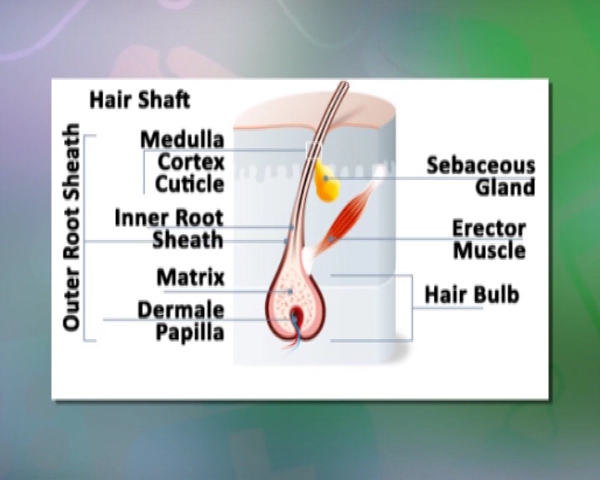 Hair Shaft
Outer Root Sheath
Medulla
Cortex
Cuticle
Inner Root
Sheath
Matrix
Dermale
Papilla
Sebaceous
Gland
Erector
Muscle
Hair Bulb